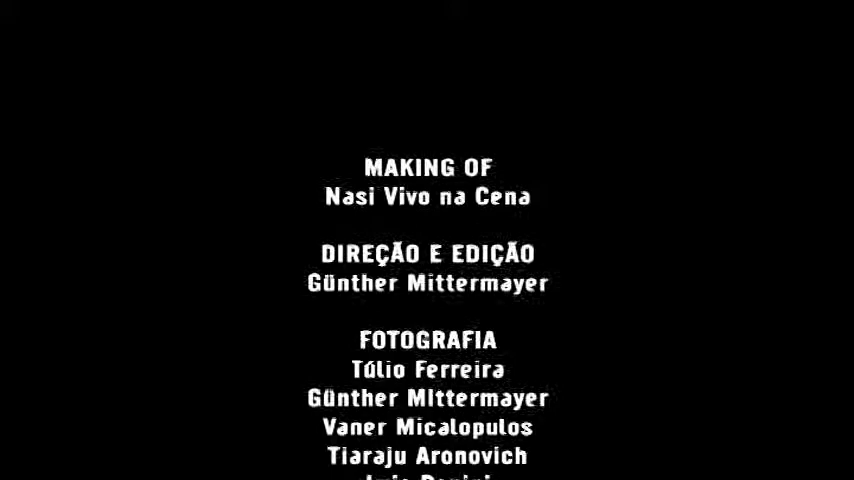 MAKING OF
Nasi Vivo na Cena
DIREÇÃO E EDIÇÃO
Günther Mittermayer
FOTOGRAFIA
Túlio Ferreira
Günther MIttermayer
Vaner Micalopulos
Tiaraju Aronovich